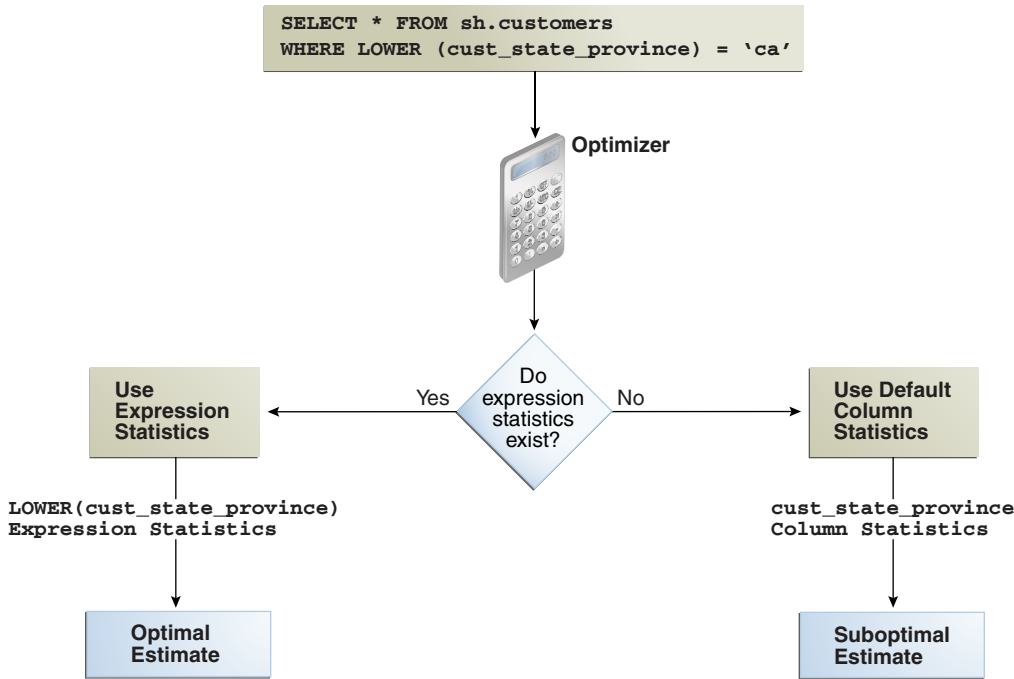 SELECT * FROM sh.customers
WHERE LOWER (cust_state_province) = ‘ca’
Optimizer
Do
expression
statistics
exist?
Yes
No
Use
Expression
Statistics
Use Default
Column
Statistics
LOWER(cust_state_province)
Expression Statistics
cust_state_province
Column Statistics
Optimal
Estimate
Suboptimal
Estimate